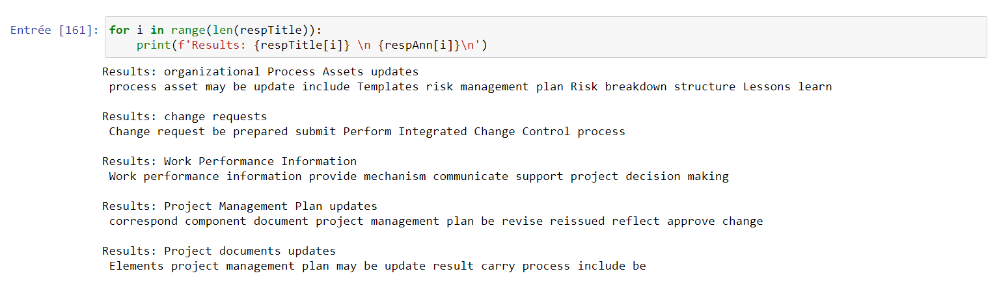 Entrée [161]: for i in range(len(respTitle)):
print(f'Results: {respTitle[i]} \n {respAnn[i]}\n')
Results: organizational Process Assets updates
process asset may be update include Templates risk management plan Risk breakdown structure Lessons learn
Results: change requests
Change request be prepared submit Perform Integrated Change Control process
Results: Work Performance Information
Work performance information provide mechanism communicate support project decision making
Results: Project Management Plan updates
correspond component document project management plan be revise reissued reflect approve change
Results: Project documents updates
Elements project management plan may be update result carry process include be